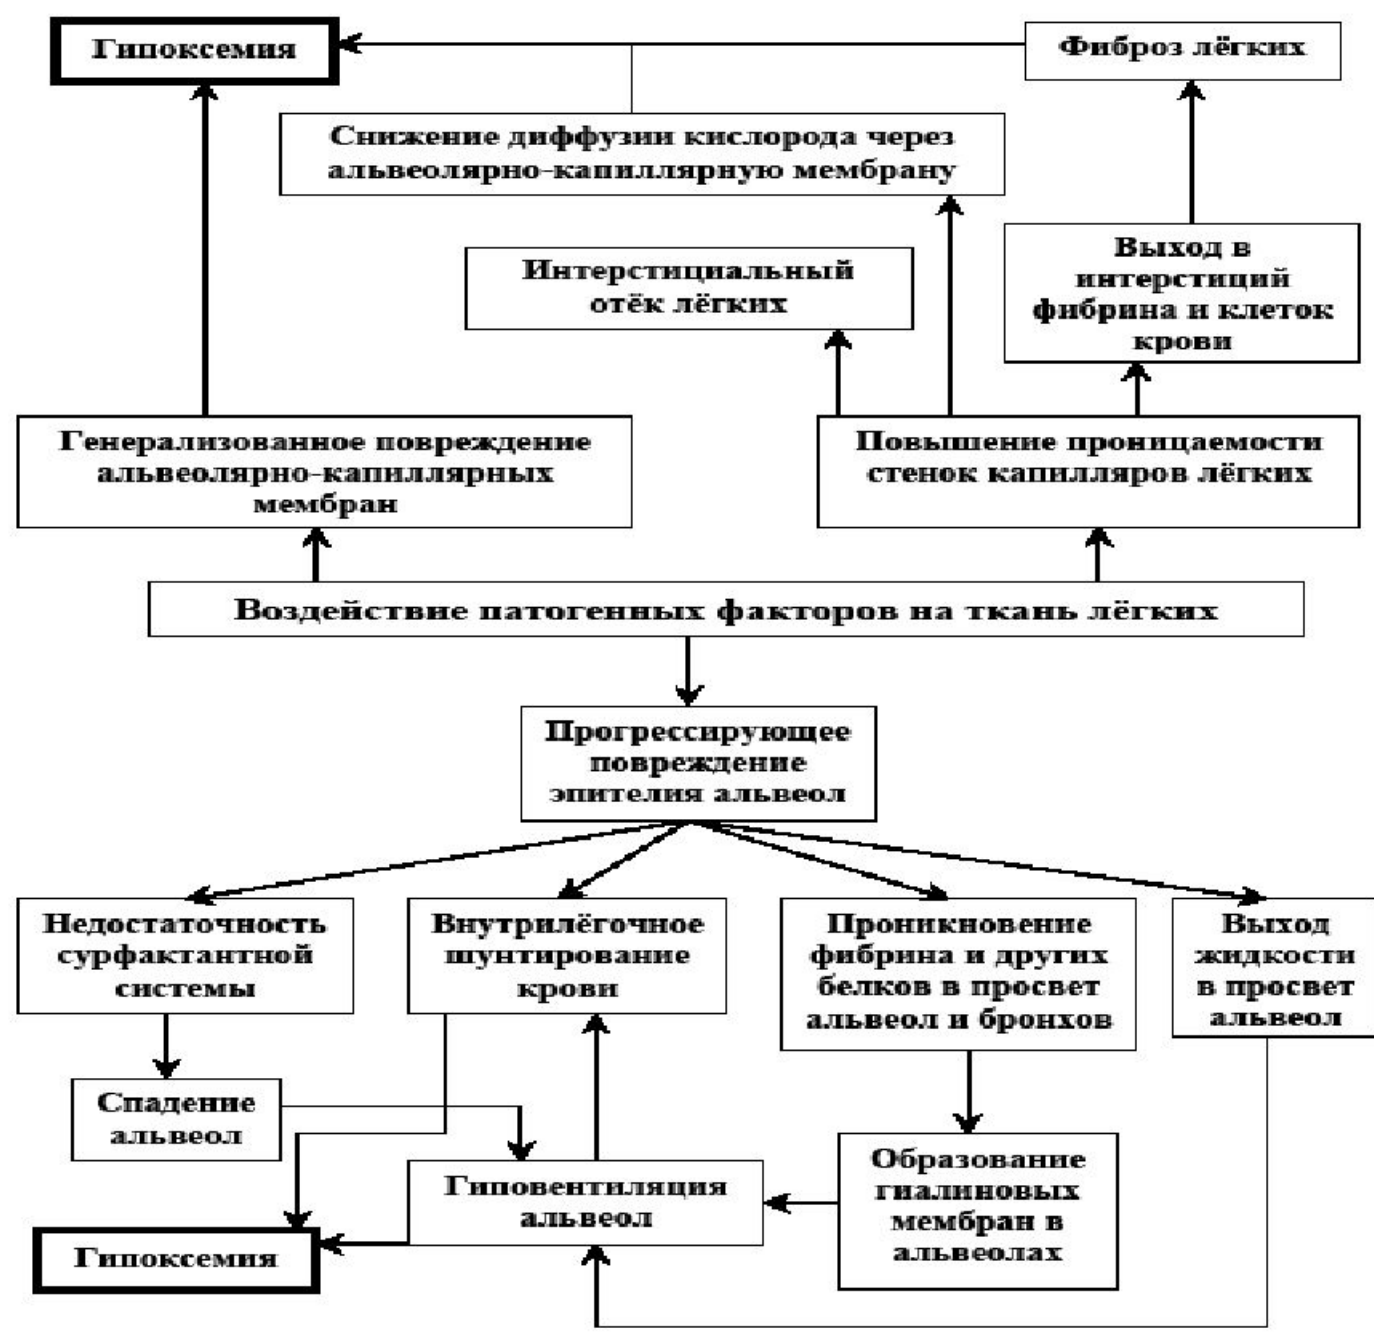 Гипоксемия
Фиброз лёгких
Снижение диффузии кислорода через
альвеолярно-капиллярную мембрану
Интерстициальный
отёк лёгких
Выход в
интерстиций
фибрина и клеток
крови
Генерализованное повреждение
альвеолярно-капиллярных
мембран
Повышение проницаемости
стенок капилляров лёгких
Воздействие патогенных факторов на ткань лёгких
Прогрессирующее
повреждение
эпителия альвеол
Недостаточность
сурфактантной
системы
Внутрилёгочное
шунтирование
крови
Проникновение
фибрина и других
белков в просвет
альвеол и бронхов
Выход
жидкости
в просвет
альвеол
Спадение
альвеол
Гиповентиляция
альвеол
Образование
гиалиновых
мембран в
альвеолах
Гипоксемия